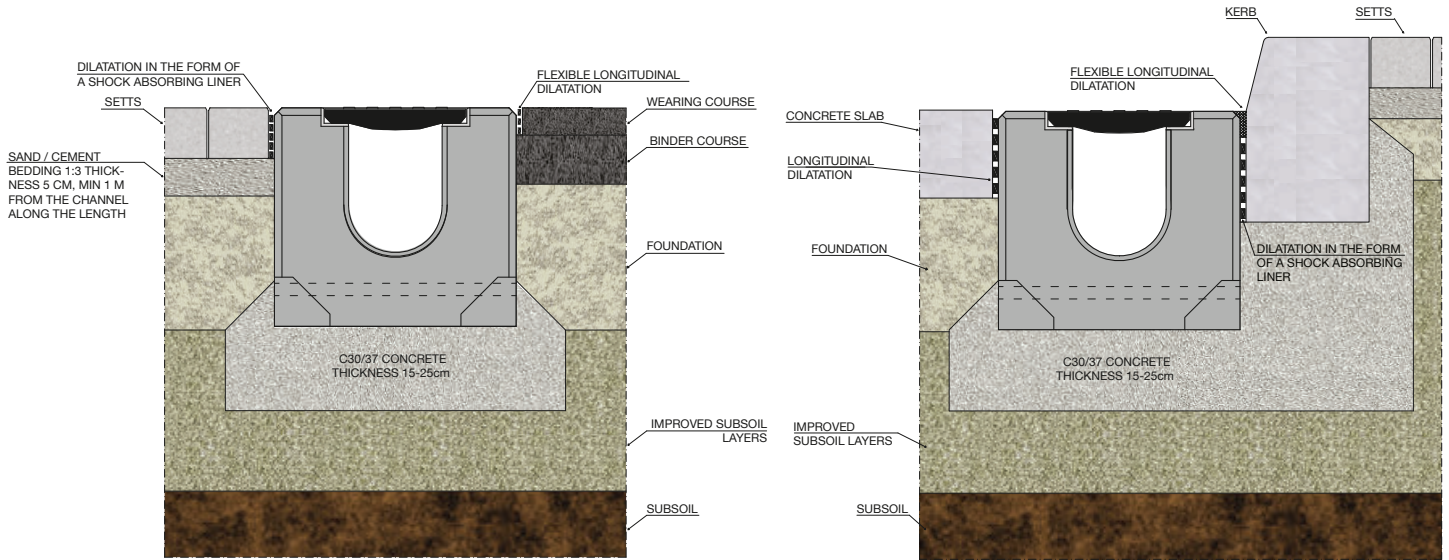 DILATATION IN THE FORM OF
A SHOCK ABSORBING LINER
SETTS
SAND / CEMENT
BEDDING 1:3 THICK-
NESS 5 CM, MIN 1 M
FROM THE CHANNEL
ALONG THE LENGTH
FLEXIBLE LONGITUDINAL
DILATATION
WEARING COURSE
BINDER COURSE
FOUNDATION
C30/37 CONCRETE
THICKNESS 15-25cm
IMPROVED SUBSOIL
LAYERS
SUBSOIL
KERB
SETTS
FLEXIBLE LONGITUDINAL
DILATATION
CONCRETE SLAB
LONGITUDINAL
DILATATION
FOUNDATION
DILATATION IN THE FORM
OF A SHOCK ABSORBING
LINER
C30/37 CONCRETE
THICKNESS 15-25cm
IMPROVED
SUBSOIL LAYERS
SUBSOIL